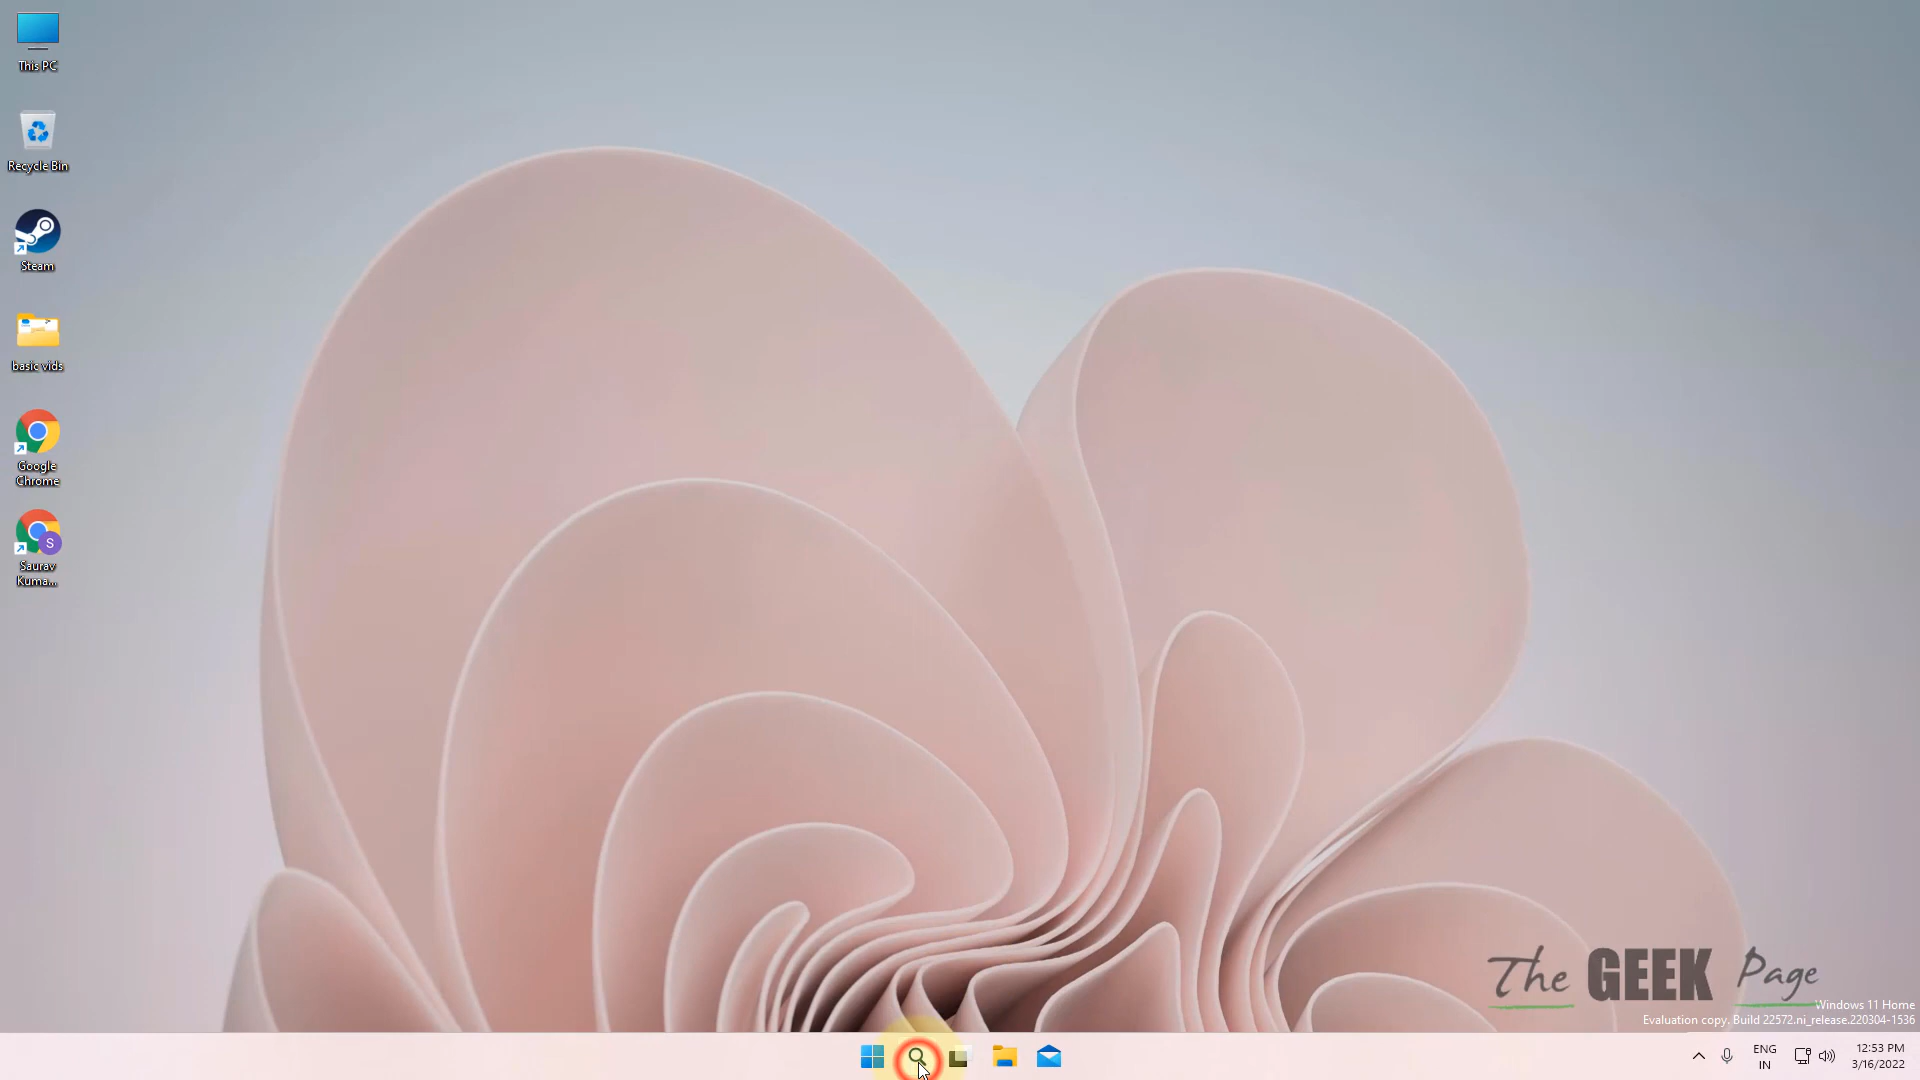 This PC
Recycle Bin
Steam
basic vids
Google
Chrome
S
Saurav
Kuma...
The GEEK Page
Windows 11 Home
Evaluation copy. Build 22572.ni_release.220304-1536
ENG
IN
12:53 PM
3/16/2022